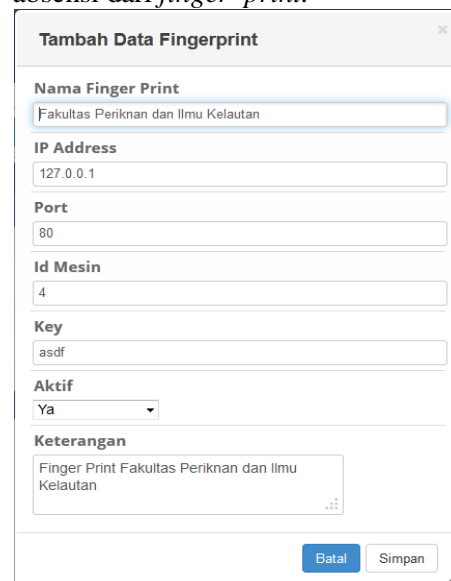 absensi dari finger print.
Tambah Data Fingerprint
×
Nama Finger Print
Fakultas Periknan dan Ilmu Kelautan
IP Address
127.0.0.1
Port
80
Id Mesin
4
Key
asdf
Aktif
Ya
Keterangan
Finger Print Fakultas Periknan dan Ilmu
Kelautan
Batal Simpan